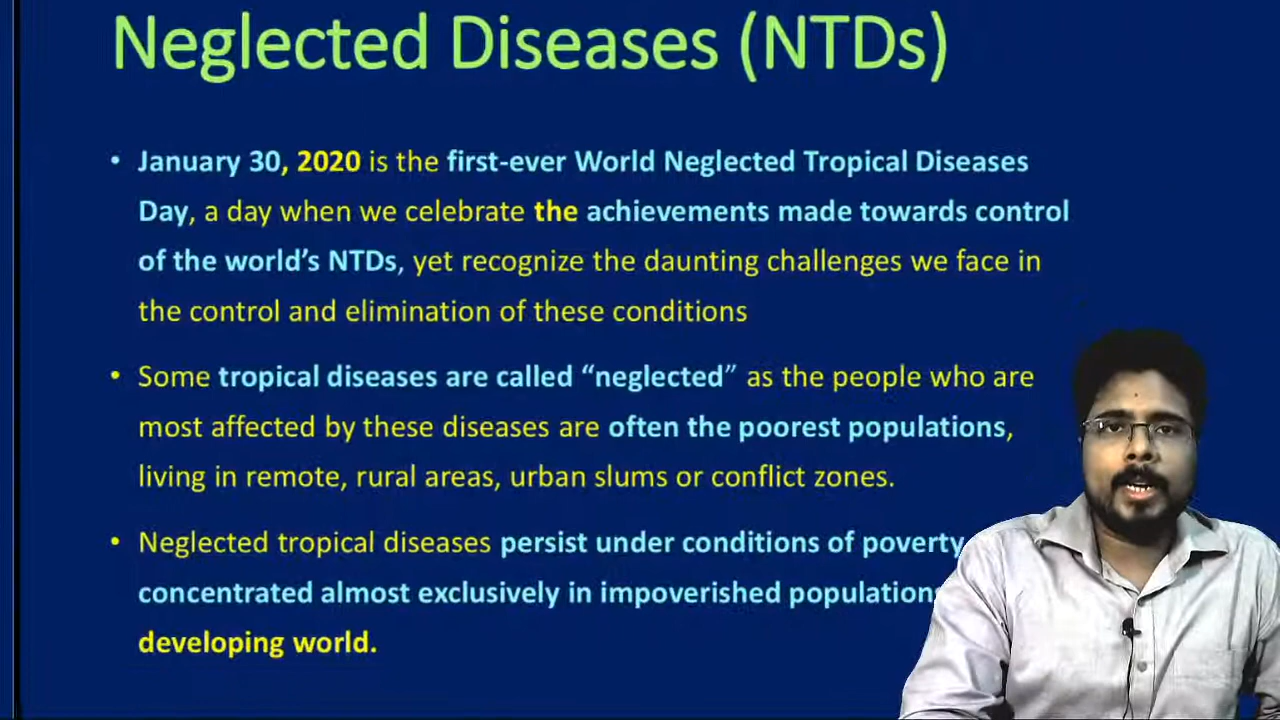 Neglected Diseases (NTDs)
• January 30, 2020 is the first-ever World Neglected Tropical Diseases
Day, a day when we celebrate the achievements made towards control
of the world’s NTDs, yet recognize the daunting challenges we face in
the control and elimination of these conditions
• Some tropical diseases are called “neglected” as the people who are
most affected by these diseases are often the poorest populations,
living in remote, rural areas, urban slums or conflict zones.
• Neglected tropical diseases persist under conditions of poverty
concentrated almost exclusively in impoverished population
developing world.